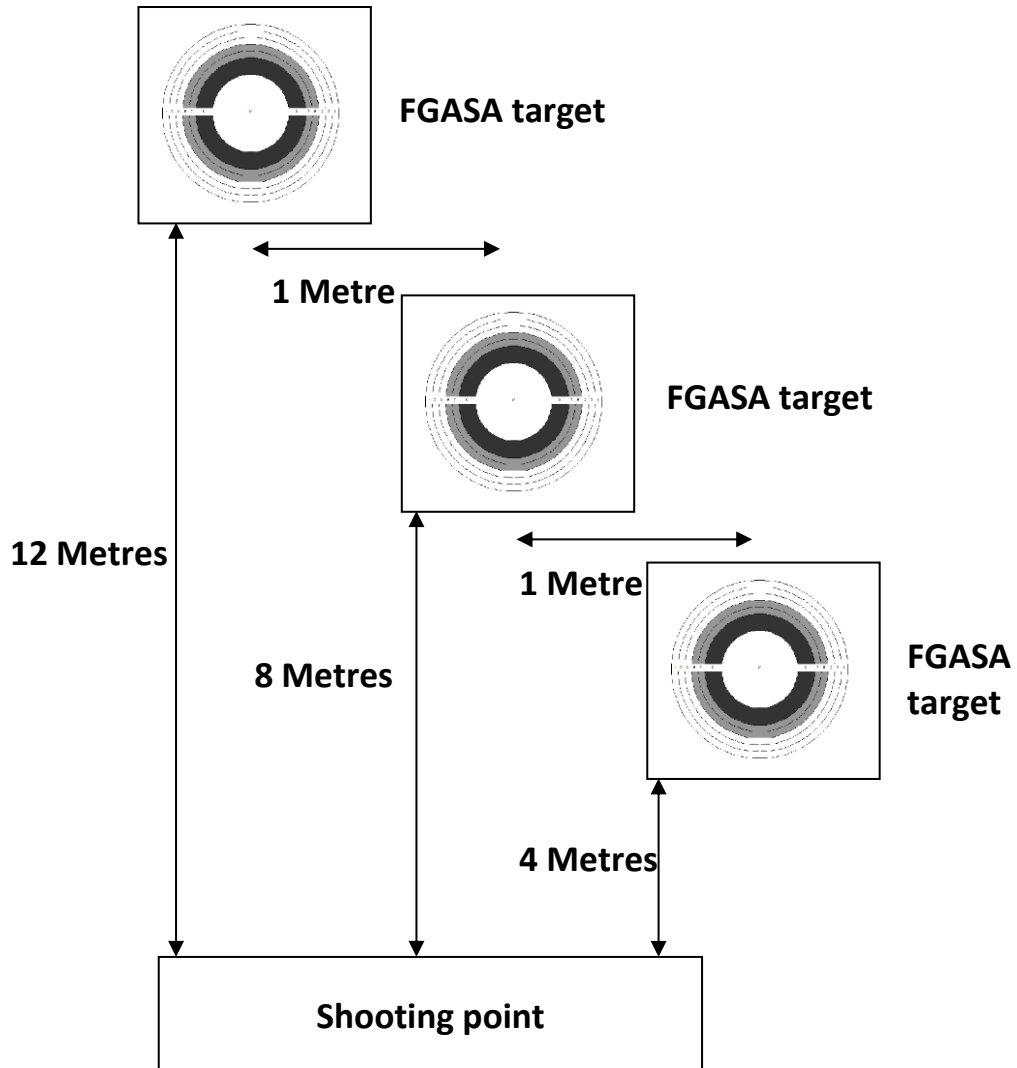 FGASA target
1 Metre
FGASA target
12 Metres
1 Metre
8 Metres
FGASA
target
4 Metres
Shooting point